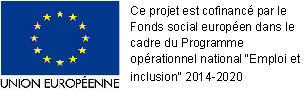 Ce projet est cofinancé par le
Fonds social européen dans le
cadre du Programme
opérationnel national "Emploi et
inclusion" 2014-2020
UNION EUROPÉENNE